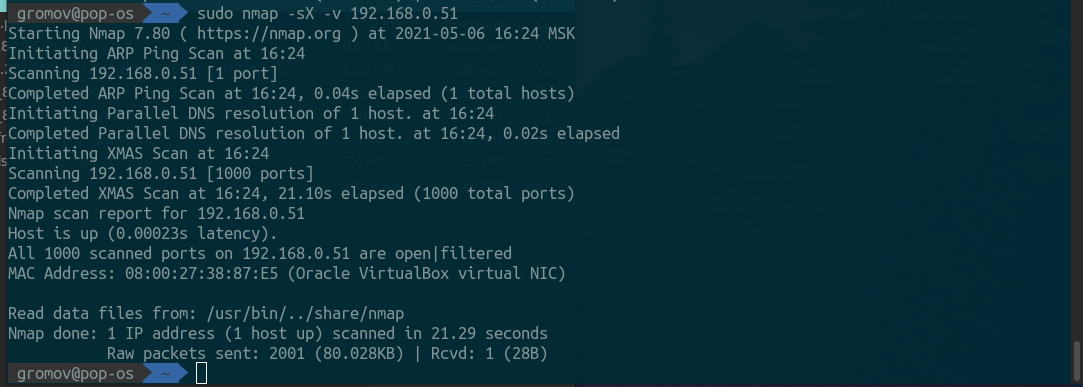 gromov@pop-os ~ sudo nmap -sX -v 192.168.0.51
Starting Nmap 7.80 ( https://nmap.org ) at 2021-05-06 16:24 MSK
Initiating ARP Ping Scan at 16:24
Scanning 192.168.0.51 [1 port]
Completed ARP Ping Scan at 16:24, 0.04s elapsed (1 total hosts)
Initiating Parallel DNS resolution of 1 host. at 16:24
Completed Parallel DNS resolution of 1 host. at 16:24, 0.02s elapsed
Initiating XMAS Scan at 16:24
Scanning 192.168.0.51 [1000 ports]
Completed XMAS Scan at 16:24, 21.10s elapsed (1000 total ports)
Nmap scan report for 192.168.0.51
Host is up (0.00023s latency).
All 1000 scanned ports on 192.168.0.51 are open|filtered
MAC Address: 08:00:27:38:87:E5 (Oracle VirtualBox virtual NIC)
Read data files from: /usr/bin/../share/nmap
Nmap done: 1 IP address (1 host up) scanned in 21.29 seconds
Raw packets sent: 2001 (80.028KB) | Rcvd: 1 (28B)
gromov@pop-os ~